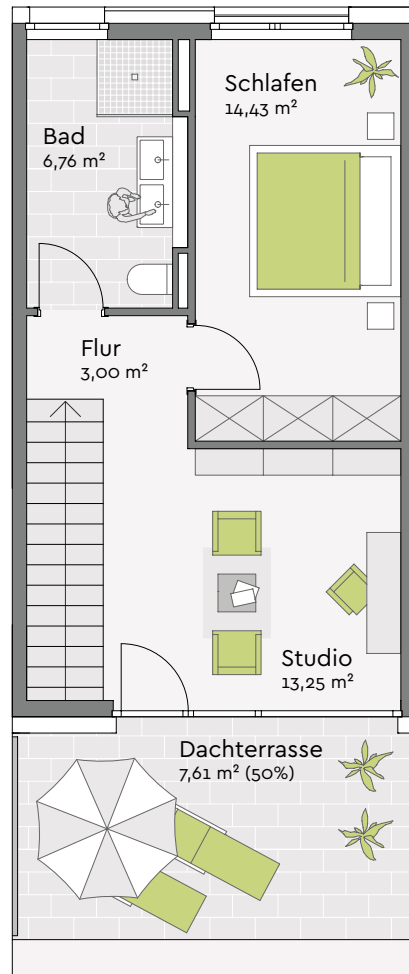 Schlafen
14,43 m²
Bad
6,76 m²
Flur
3,00 m²
Studio
13,25 m²
Dachterrasse
7,61 m² (50%)